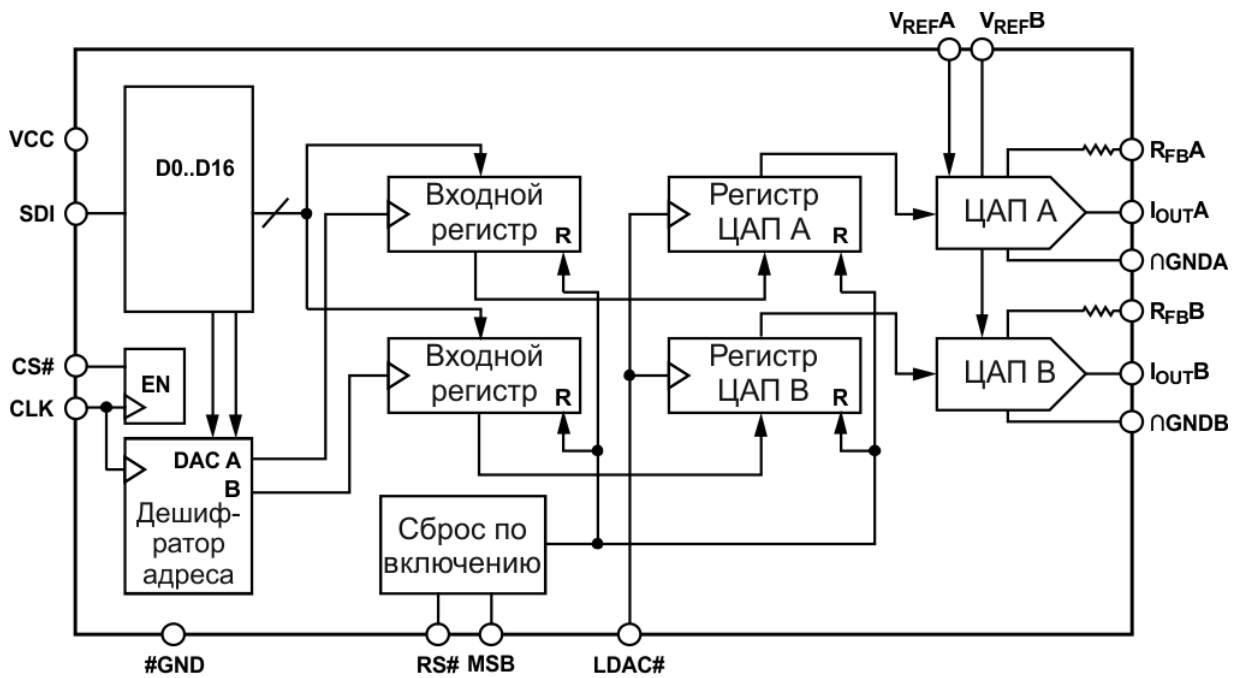 VREFA VREFB
VCC
D0..D16
RFBA
SDI
Входной
регистр
R
Регистр
ЦАП А
R
ЦАП А
IOUTA
∩GNDA
RFBB
CS#
EN
CLK
Входной
регистр
R
Регистр
ЦАП В
R
ЦАП В
IOUTB
∩GNDB
DAC A
B
Дешиф-
ратор
адреса
Сброс по
включению
#GND
RS# MSB
LDAC#